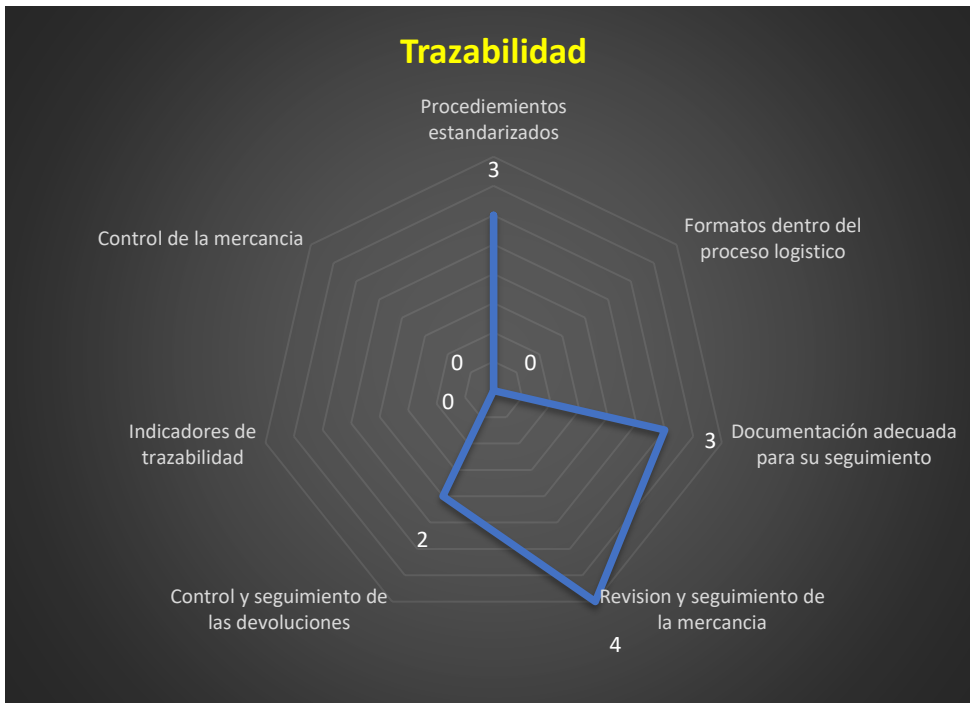 Trazabilidad
Procediemientos
estandarizados
3
Formatos dentro del
proceso logistico
0
Documentación adecuada
para su seguimiento
3
Revision y seguimiento de
la mercancia
4
Control y seguimiento de
las devoluciones
2
Indicadores de
trazabilidad
0
Control de la mercancia
0